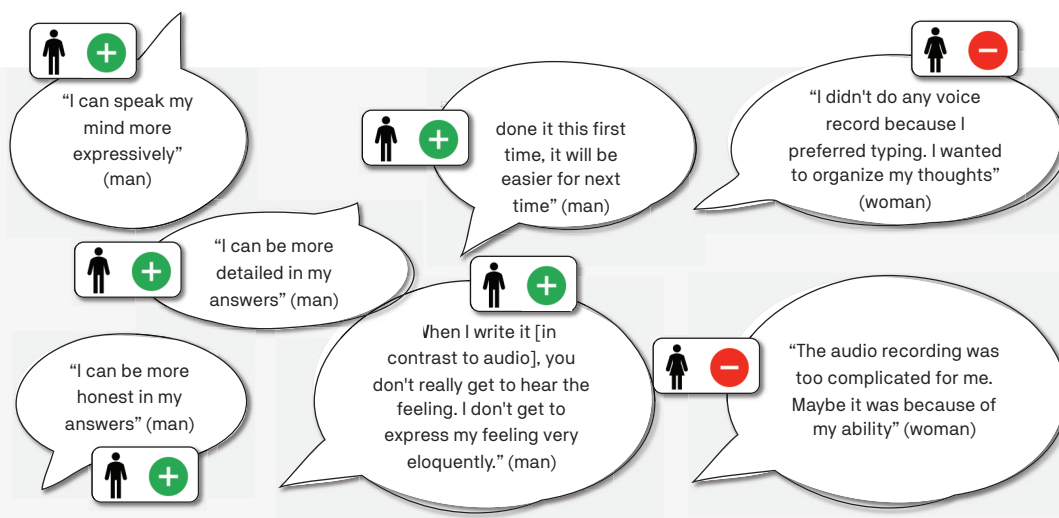 “I can speak my
mind more
expressively”
(man)
done it this first
time, it will be
easier for next
time” (man)
“I didn't do any voice
record because I
preferred typing. I wanted
to organize my thoughts”
(woman)
“I can be more
detailed in my
answers” (man)
“I can be more
honest in my
answers” (man)
When I write it [in
contrast to audio], you
don't really get to hear the
feeling. I don't get to
express my feeling very
eloquently.” (man)
“The audio recording was
too complicated for me.
Maybe it was because of
my ability” (woman)